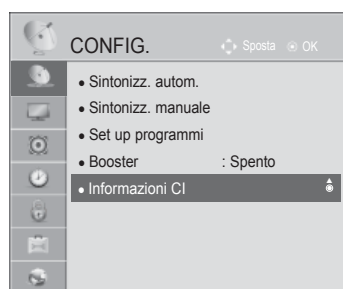 CONFIG. Sposta OK
• Sintonizz. autom.
• Sintonizz. manuale
• Set up programmi
• Booster : Spento
• Informazioni CI